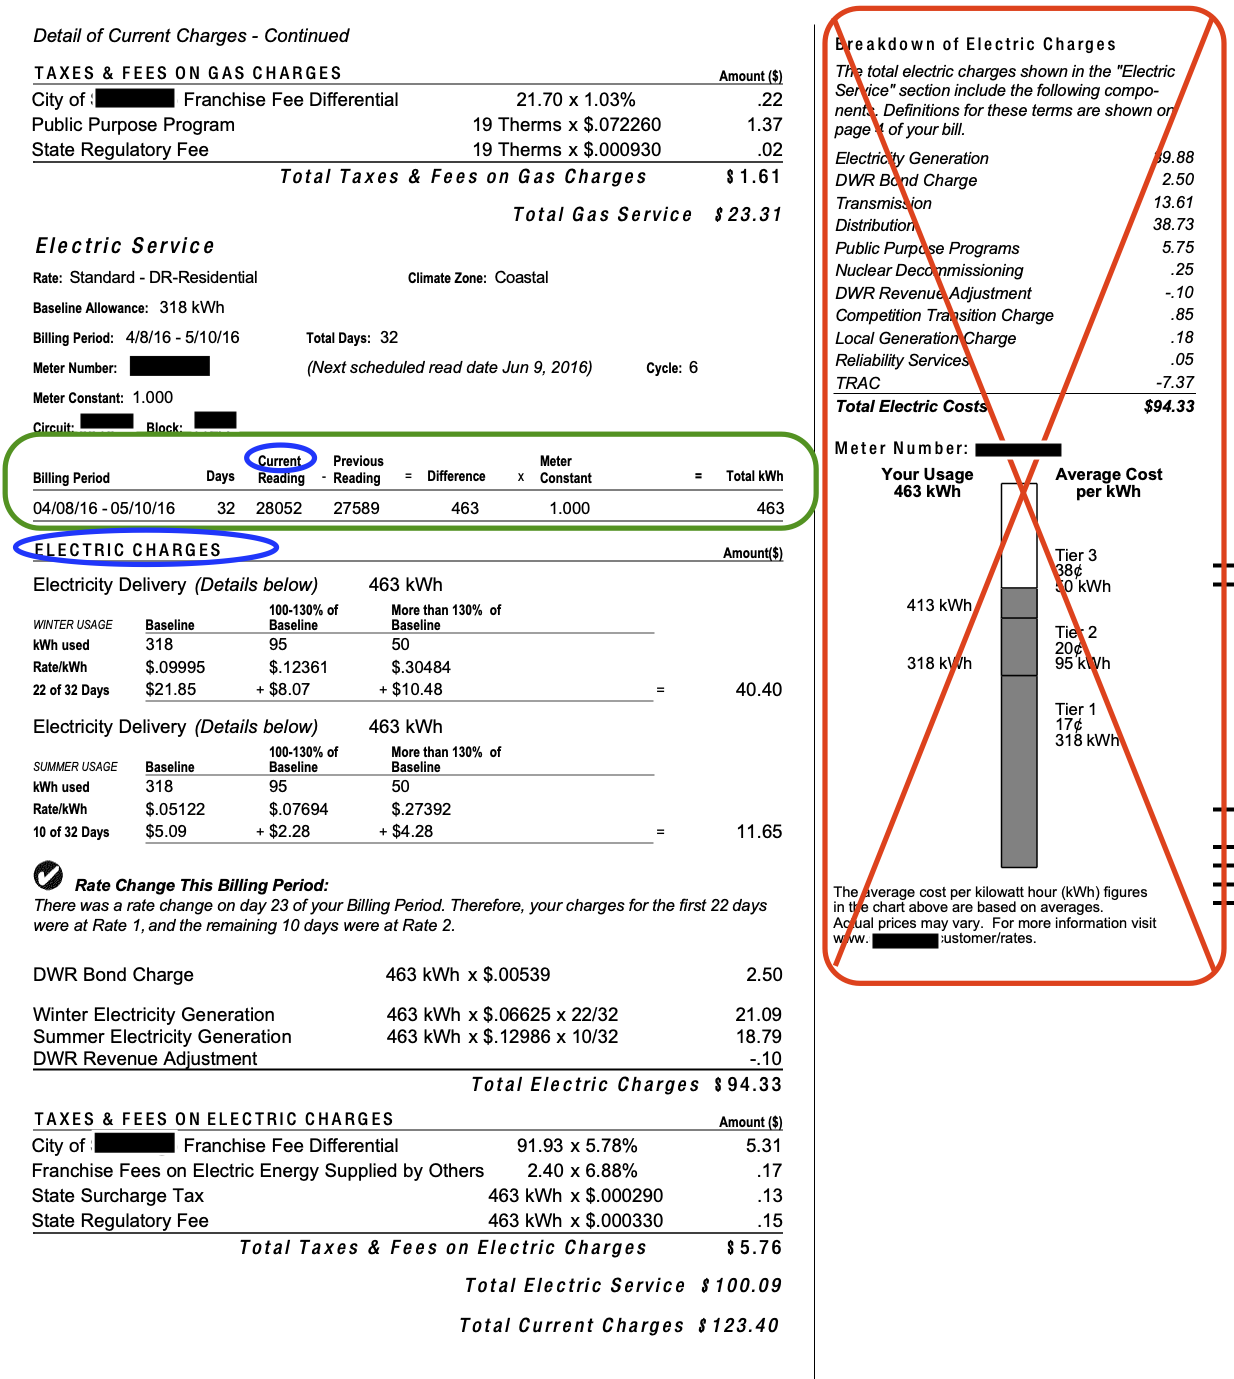 Detail of Current Charges - Continued
TAXES & FEES ON GAS CHARGES Amount ($)
City of Franchise Fee Differential 21.70 x 1.03% .22
Public Purpose Program 19 Therms x $.072260 1.37
State Regulatory Fee 19 Therms x $.000930 .02
Total Taxes & Fees on Gas Charges $1.61
Total Gas Service $23.31
Electric Service
Rate: Standard - DR-Residential Climate Zone: Coastal
Baseline Allowance: 318 kWh
Billing Period: 4/8/16 - 5/10/16 Total Days: 32
Meter Number: (Next scheduled read date Jun 9, 2016) Cycle: 6
Meter Constant: 1.000
Circuit: Block:
Current Previous Meter
Billing Period Days Reading - Reading = Difference x Constant = Total kWh
04/08/16 - 05/10/16 32 28052 27589 463 1.000 463
ELECTRIC CHARGES Amount($)
Electricity Delivery (Details below) 463 kWh
100-130% of More than 130% of
WINTER USAGE Baseline Baseline Baseline
kWh used 318 95 50
Rate/kWh $.09995 $.12361 $.30484
22 of 32 Days $21.85 + $8.07 + $10.48 = 40.40
Electricity Delivery (Details below) 463 kWh
100-130% of More than 130% of
SUMMER USAGE Baseline Baseline Baseline
kWh used 318 95 50
Rate/kWh $.05122 $.07694 $.27392
10 of 32 Days $5.09 + $2.28 + $4.28 = 11.65
Rate Change This Billing Period:
There was a rate change on day 23 of your Billing Period. Therefore, your charges for the first 22 days
were at Rate 1, and the remaining 10 days were at Rate 2.
DWR Bond Charge 463 kWh x $.00539 2.50
Winter Electricity Generation 463 kWh x $.06625 x 22/32 21.09
Summer Electricity Generation 463 kWh x $.12986 x 10/32 18.79
DWR Revenue Adjustment -.10
Total Electric Charges $94.33
TAXES & FEES ON ELECTRIC CHARGES Amount ($)
City of Franchise Fee Differential 91.93 x 5.78% 5.31
Franchise Fees on Electric Energy Supplied by Others 2.40 x 6.88% .17
State Surcharge Tax 463 kWh x $.000290 .13
State Regulatory Fee 463 kWh x $.000330 .15
Total Taxes & Fees on Electric Charges $5.76
Total Electric Service $100.09
Total Current Charges $123.40
Breakdown of Electric Charges
The total electric charges shown in the "Electric
Service" section include the following compo-
nents. Definitions for these terms are shown on
page 4 of your bill.
Electricity Generation 39.88
DWR Bond Charge 2.50
Transmission 13.61
Distribution 38.73
Public Purpose Programs 5.75
Nuclear Decommissioning .25
DWR Revenue Adjustment -.10
Competition Transition Charge .85
Local Generation Charge .18
Reliability Services .05
TRAC -7.37
Total Electric Costs $94.33
Meter Number:
Your Usage Average Cost
463 kWh per kWh
Tier 3
38¢
50 kWh
413 kWh
Tier 2
20¢
318 kWh 95 kWh
Tier 1
17¢
318 kWh
The average cost per kilowatt hour (kWh) figures
in the chart above are based on averages.
Actual prices may vary. For more information visit
www. customer/rates.